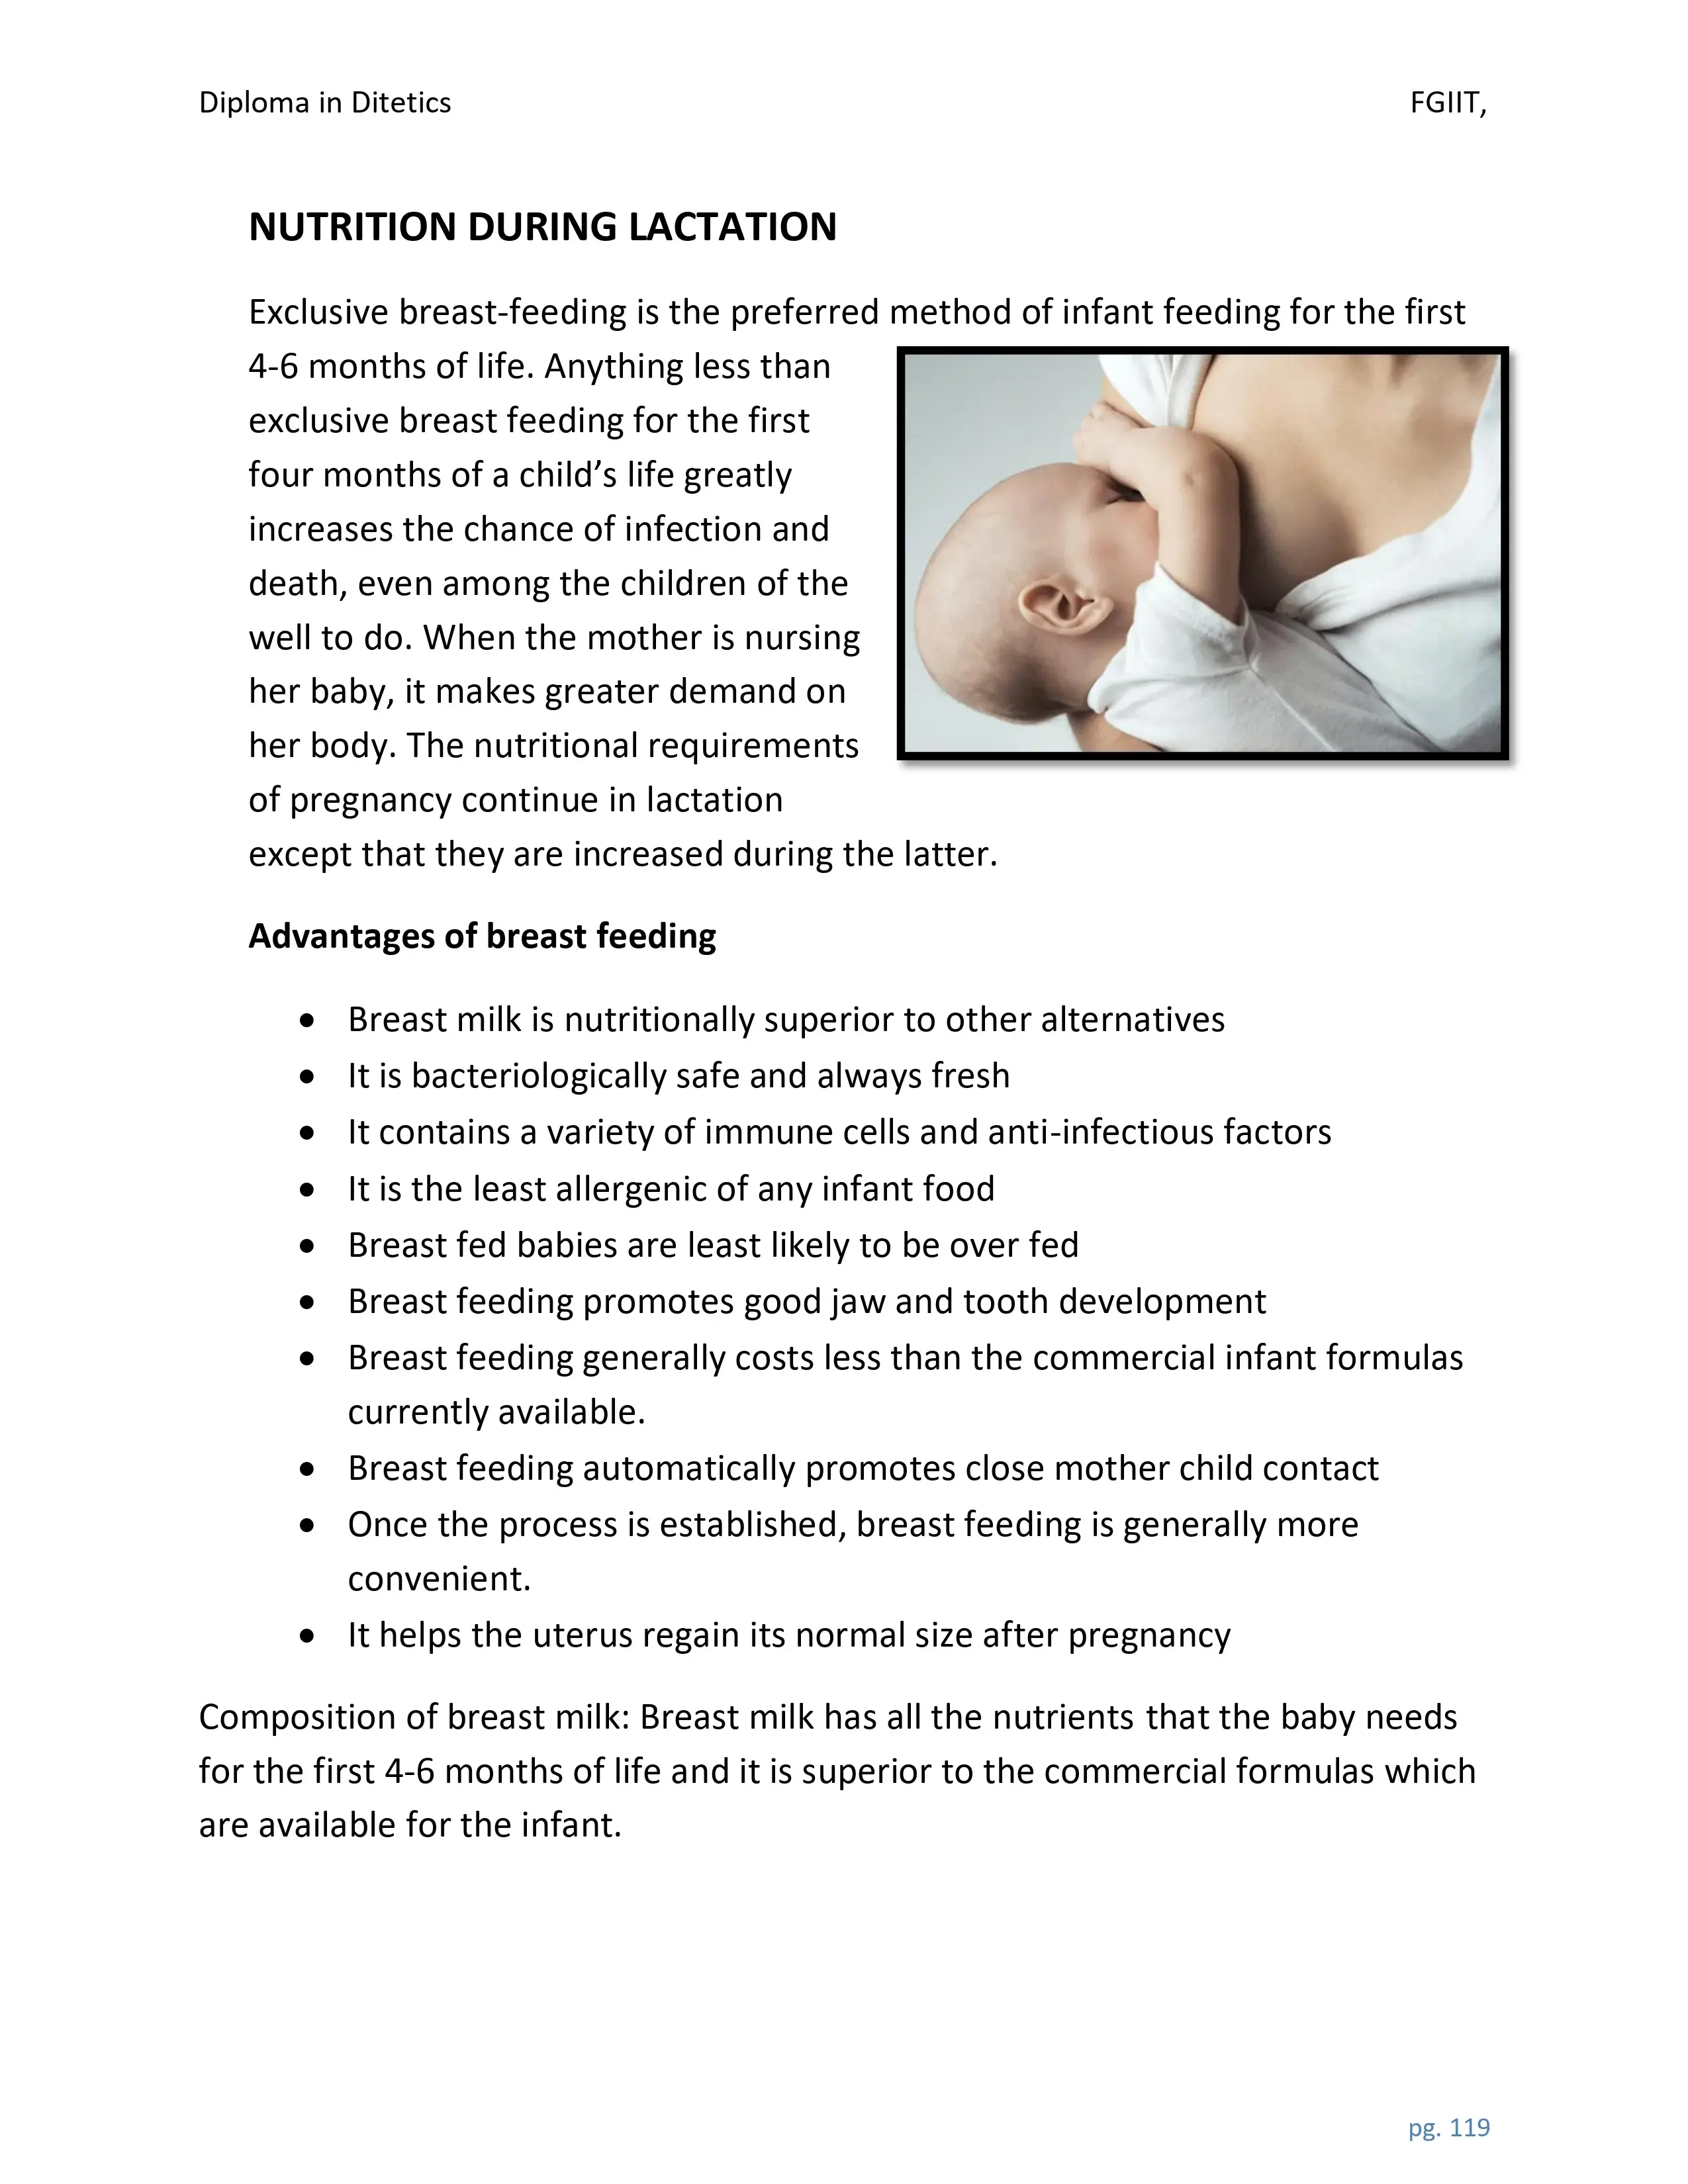 Diploma in Ditetics FGIIT,
NUTRITION DURING LACTATION
Exclusive breast-feeding is the preferred method of infant feeding for the first
4-6 months of life. Anything less than
exclusive breast feeding for the first
four months of a child’s life greatly
increases the chance of infection and
death, even among the children of the
well to do. When the mother is nursing
her baby, it makes greater demand on
her body. The nutritional requirements
of pregnancy continue in lactation
except that they are increased during the latter.
Advantages of breast feeding
• Breast milk is nutritionally superior to other alternatives
• It is bacteriologically safe and always fresh
• It contains a variety of immune cells and anti-infectious factors
• It is the least allergenic of any infant food
• Breast fed babies are least likely to be over fed
• Breast feeding promotes good jaw and tooth development
• Breast feeding generally costs less than the commercial infant formulas
currently available.
• Breast feeding automatically promotes close mother child contact
• Once the process is established, breast feeding is generally more
convenient.
• It helps the uterus regain its normal size after pregnancy
Composition of breast milk: Breast milk has all the nutrients that the baby needs
for the first 4-6 months of life and it is superior to the commercial formulas which
are available for the infant.
pg. 119